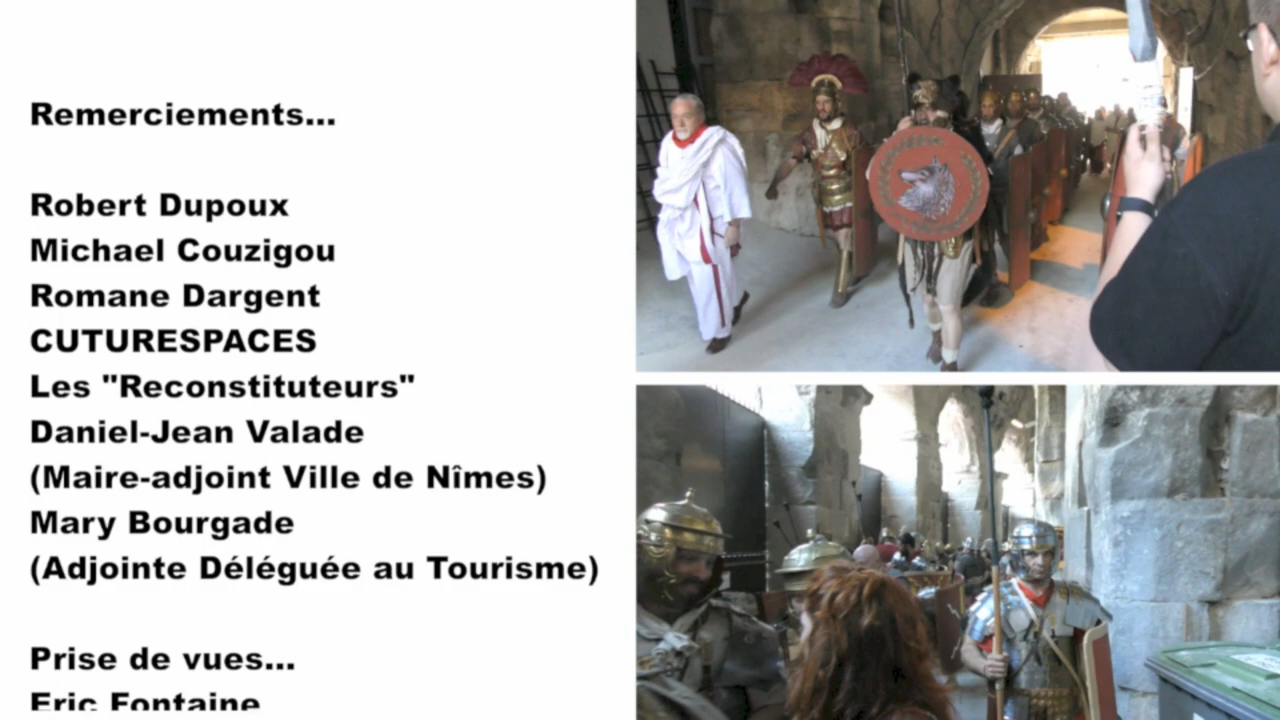 Remerciements...
Robert Dupoux
Michael Couzigou
Romane Dargent
CUTURESPACES
Les "Reconstituteurs"
Daniel-Jean Valade
(Maire-adjoint Ville de Nîmes)
Mary Bourgade
(Adjointe Déléguée au Tourisme)
Prise de vues...
Eric Fontaine